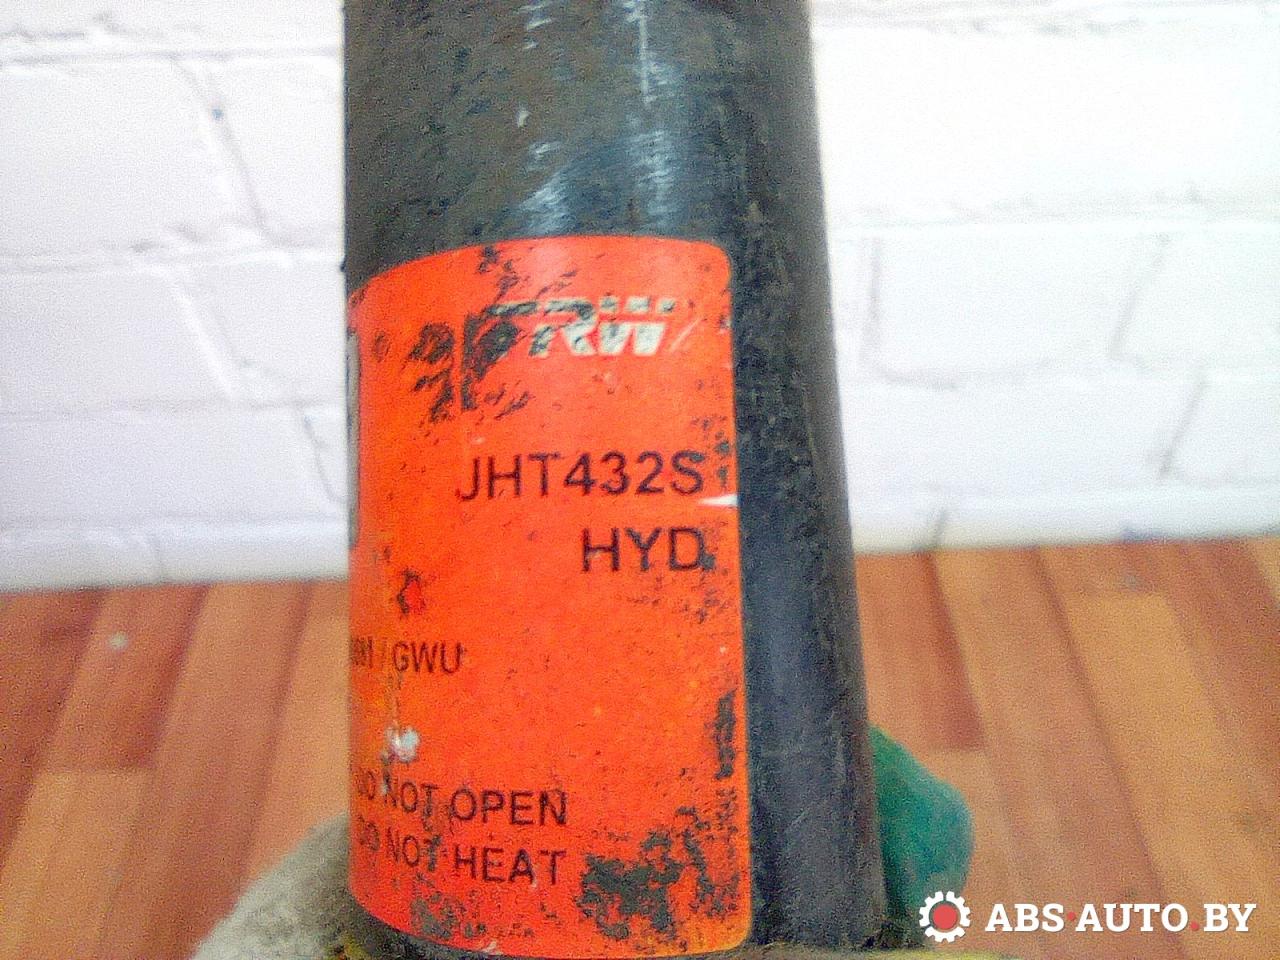 TRW
JHT432S
HYD.
/ GWU
DO NOT OPEN
DO NOT HEAT
ABS·AUTO.BY